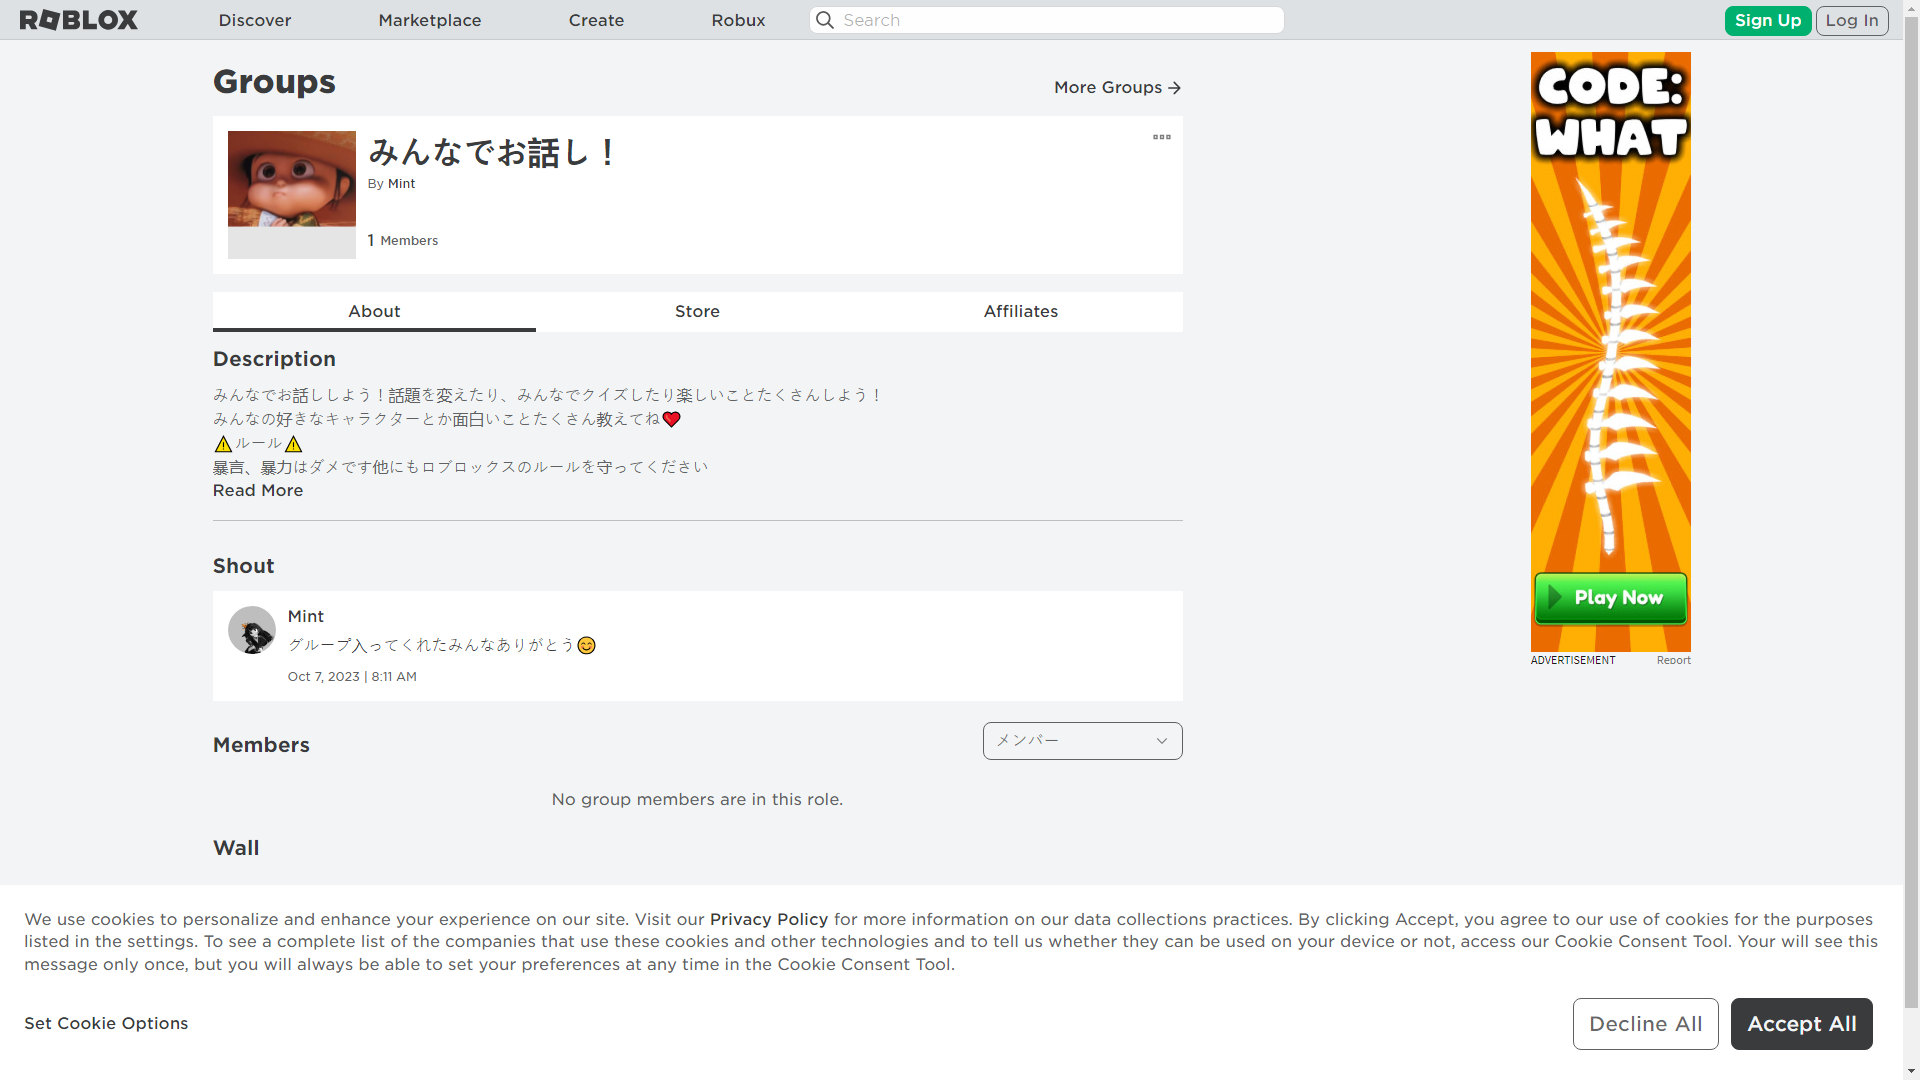 ROBLOX
Discover
Marketplace
Create
Robux
Search
Sign Up
Log In
Groups
More Groups
みんなでお話し！
By Mint
1 Members
About
Store
Affiliates
Description
みんなでお話ししよう！話題を変えたり、みんなでクイズしたり楽しいことたくさんしよう！
みんなの好きなキャラクターとか面白いことたくさん教えてね❤️
⚠️ルール⚠️
暴言、暴力はダメです他にもロブロックスのルールを守ってください
Read More
Shout
Mint
グループ入ってくれたみんなありがとう😊
Oct 7, 2023 | 8:11 AM
Members
メンバー
No group members are in this role.
Wall
CODE:
WHAT
Play Now
ADVERTISEMENT
Report
We use cookies to personalize and enhance your experience on our site. Visit our Privacy Policy for more information on our data collections practices. By clicking Accept, you agree to our use of cookies for the purposes
listed in the settings. To see a complete list of the companies that use these cookies and other technologies and to tell us whether they can be used on your device or not, access our Cookie Consent Tool. Your will see this
message only once, but you will always be able to set your preferences at any time in the Cookie Consent Tool.
Set Cookie Options
Decline All
Accept All